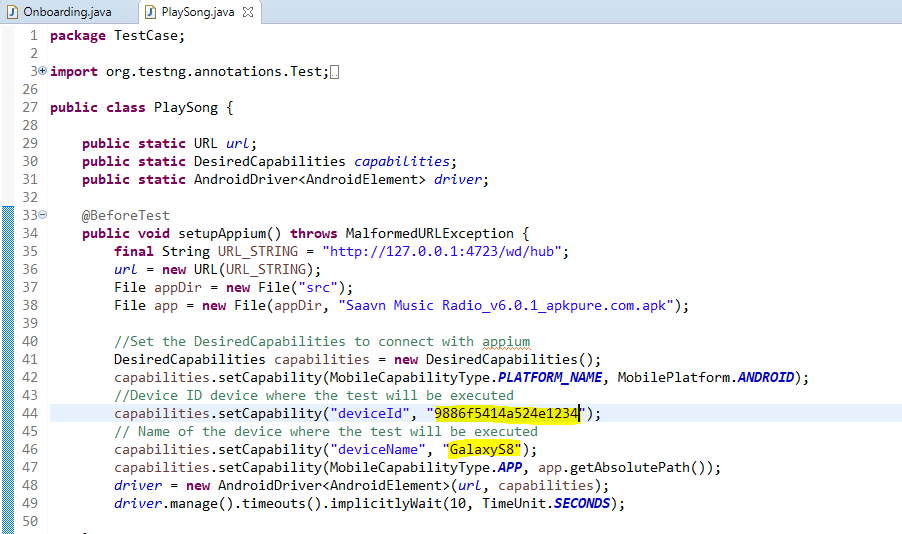 Onboarding.java PlaySong.java
1 package TestCase;
2
3 import org.testng.annotations.Test;
26
27 public class PlaySong {
28
29 public static URL url;
30 public static DesiredCapabilities capabilities;
31 public static AndroidDriver<AndroidElement> driver;
32
33 @BeforeTest
34 public void setupAppium() throws MalformedURLException {
35 final String URL_STRING = "http://127.0.0.1:4723/wd/hub";
36 url = new URL(URL_STRING);
37 File appDir = new File("src");
38 File app = new File(appDir, "Saavn Music Radio_v6.0.1_apkpure.com.apk");
39
40 //Set the DesiredCapabilities to connect with appium
41 DesiredCapabilities capabilities = new DesiredCapabilities();
42 capabilities.setCapability(MobileCapabilityType.PLATFORM_NAME, MobilePlatform.ANDROID);
43 //Device ID device where the test will be executed
44 capabilities.setCapability("deviceId", "9886f5414a524e1234");
45 // Name of the device where the test will be executed
46 capabilities.setCapability("deviceName", "GalaxyS8");
47 capabilities.setCapability(MobileCapabilityType.APP, app.getAbsolutePath());
48 driver = new AndroidDriver<AndroidElement>(url, capabilities);
49 driver.manage().timeouts().implicitlyWait(10, TimeUnit.SECONDS);
50